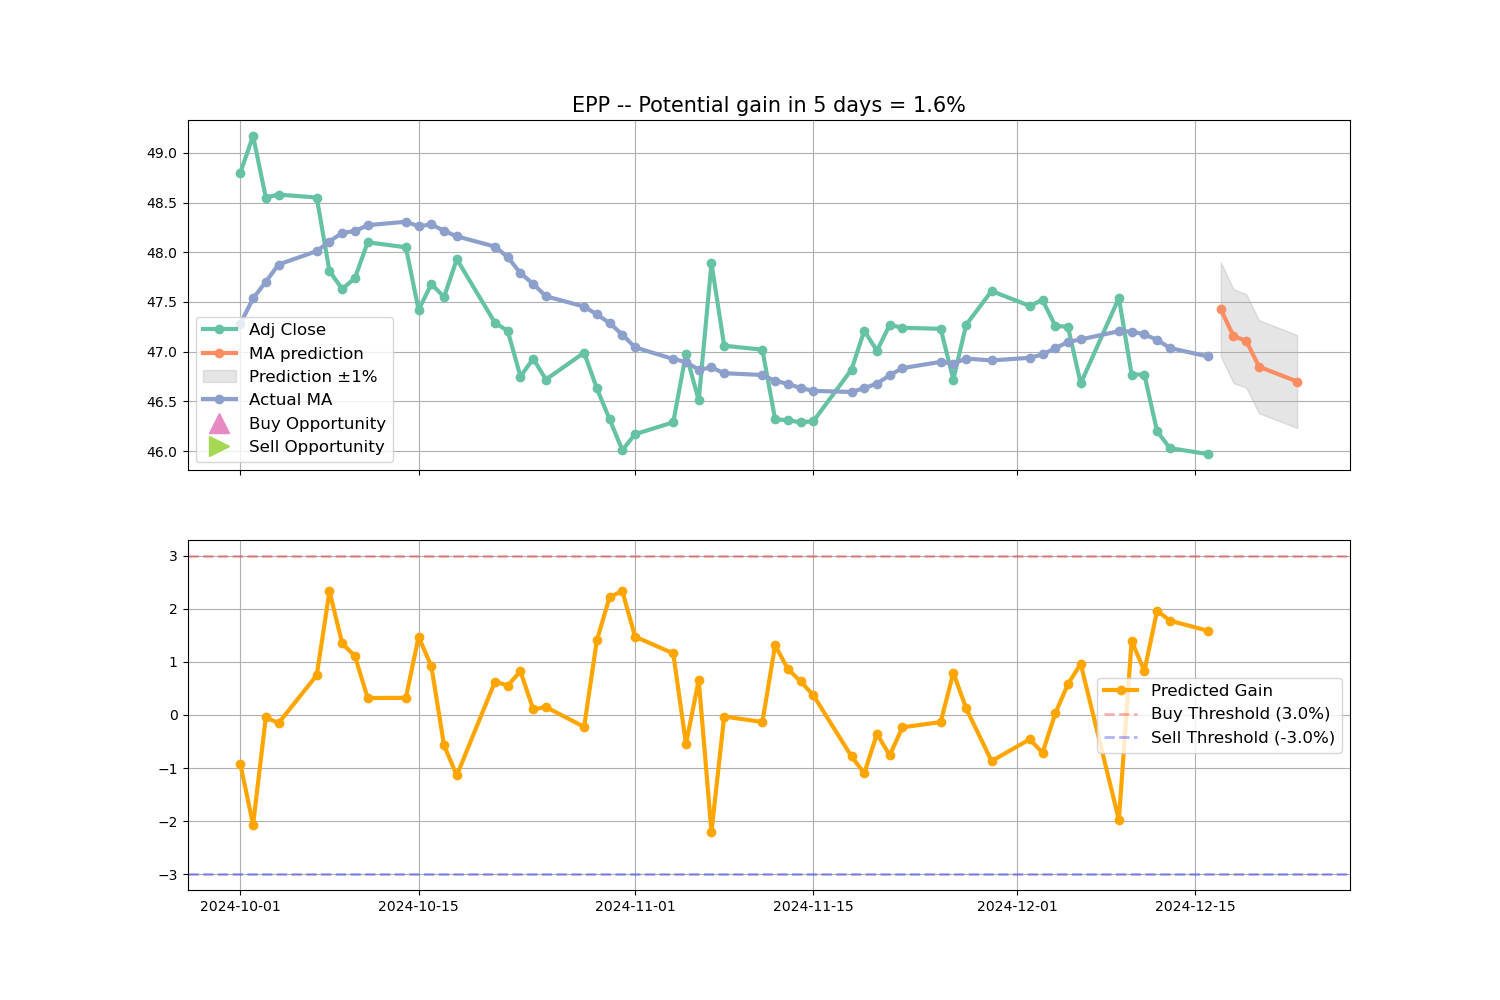 EPP -- Potential gain in 5 days = 1.6%
49.0
48.5
48.0
47.5
47.0
46.5
46.0
Adj Close
MA prediction
Prediction ±1%
Actual MA
Buy Opportunity
Sell Opportunity
3
2
1
0
−1
−2
−3
Predicted Gain
Buy Threshold (3.0%)
Sell Threshold (-3.0%)
2024-10-01
2024-10-15
2024-11-01
2024-11-15
2024-12-01
2024-12-15